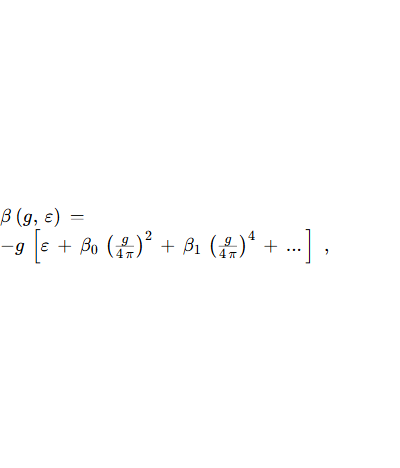 β (g, ε) =
−g [ε + β₀ (g/4π)² + β₁ (g/4π)⁴ + ...] ,